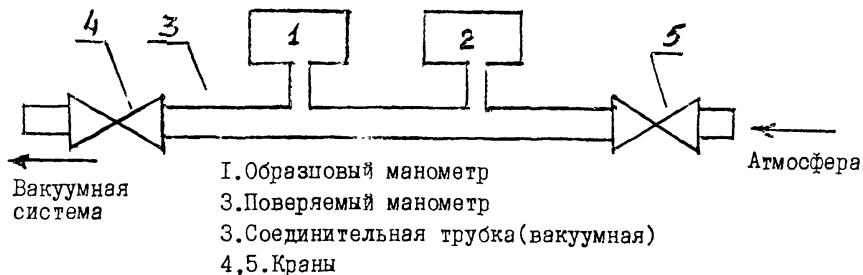 4 3 1 2 5
Вакуумная
система
Атмосфера
I.Образцовый манометр
3.Поверяемый манометр
3.Соединительная трубка(вакуумная)
4,5.Краны